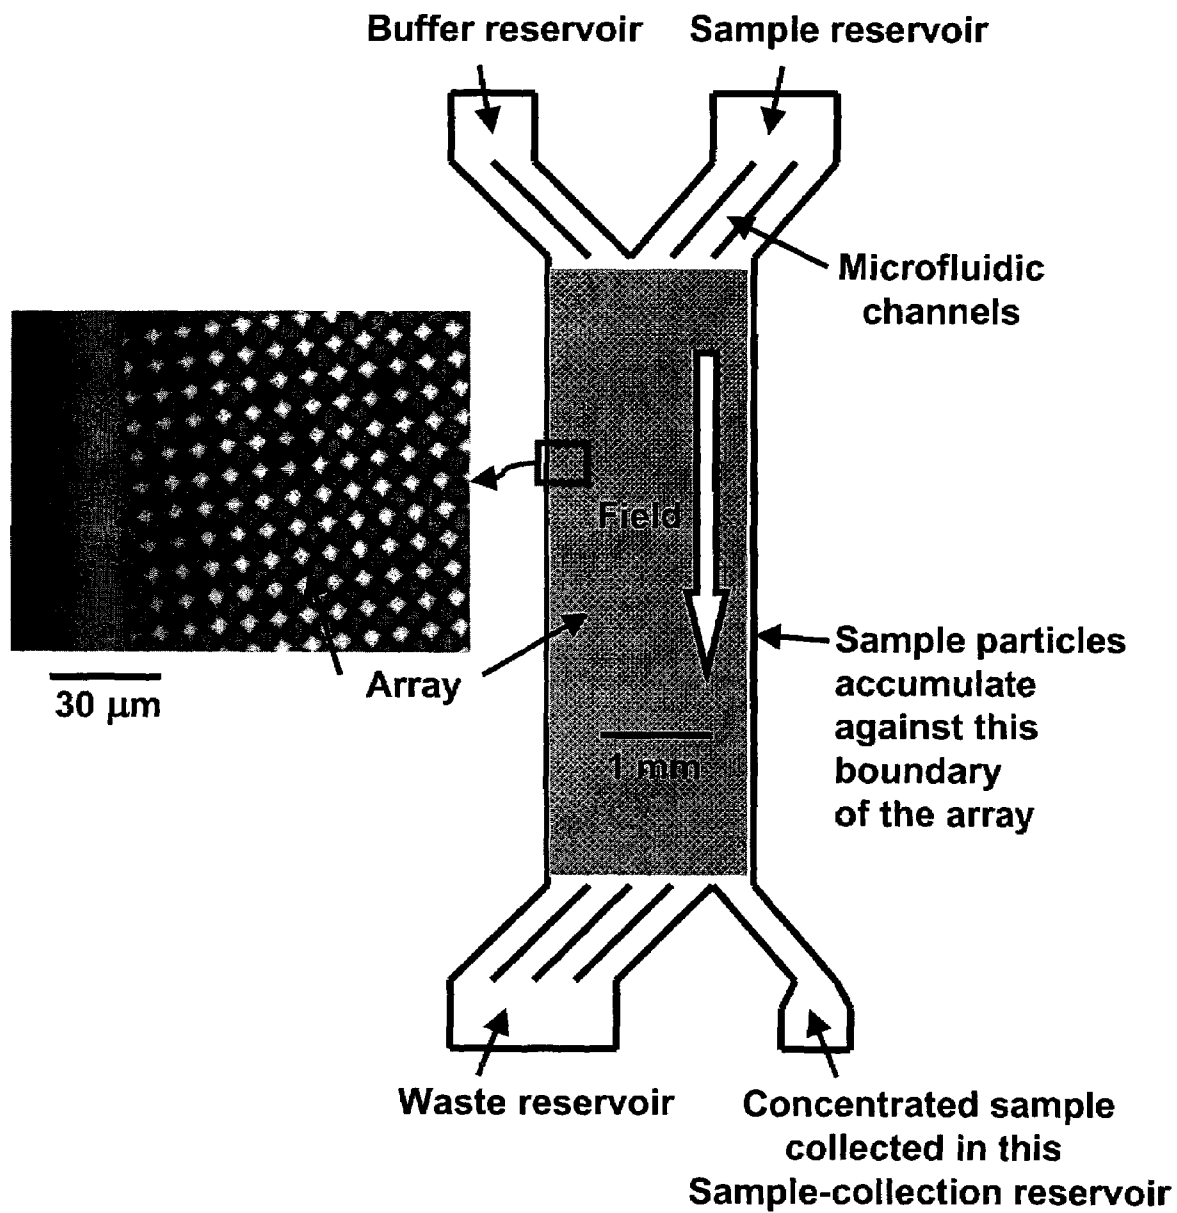 Buffer reservoir
Sample reservoir
Microfluidic
channels
Field
30 μm
Array
Sample particles
accumulate
against this
boundary
of the array
1 mm
Waste reservoir
Concentrated sample
collected in this
Sample-collection reservoir